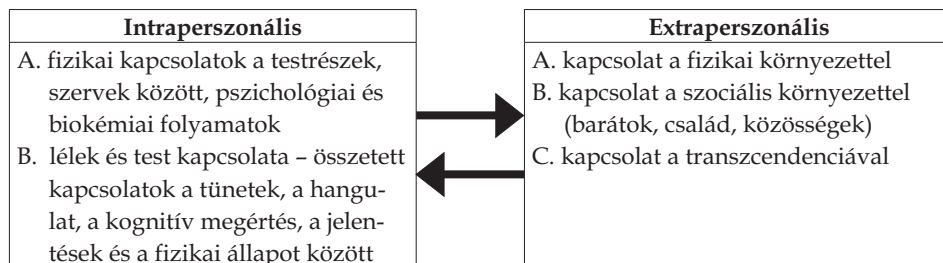 Intraperszonális
A. fizikai kapcsolatok a testrészek,
szervek között, pszichológiai és
biokémiai folyamatok
B. lélek és test kapcsolata – összetett
kapcsolatok a tünetek, a hangu-
lat, a kognitív megértés, a jelen-
tések és a fizikai állapot között
Extraperszonális
A. kapcsolat a fizikai környezettel
B. kapcsolat a szociális környezettel
(barátok, család, közösségek)
C. kapcsolat a transzcendenciával